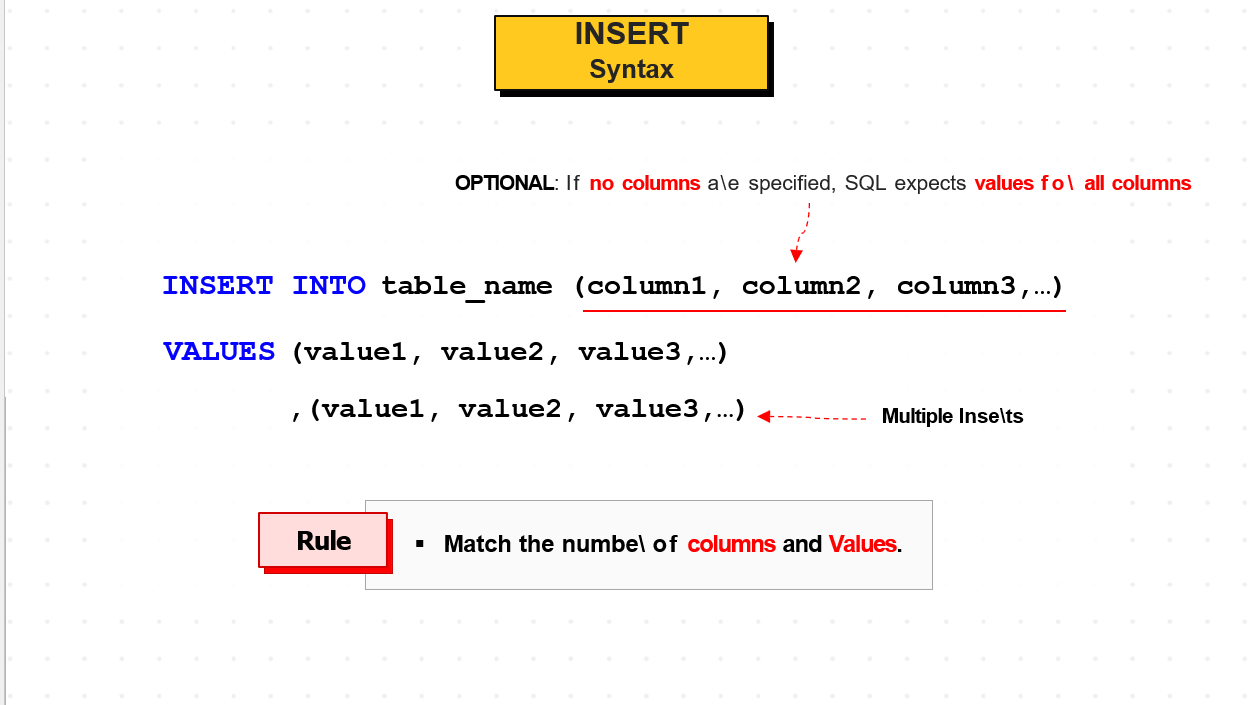 INSERT
Syntax
OPTIONAL: If no columns a\e specified, SQL expects values fo\ all columns
INSERT INTO table_name (column1, column2, column3,…)
VALUES (value1, value2, value3,…)
,(value1, value2, value3,…)
Multiple Inse\ts
Rule
▪ Match the numbe\ of columns and Values.